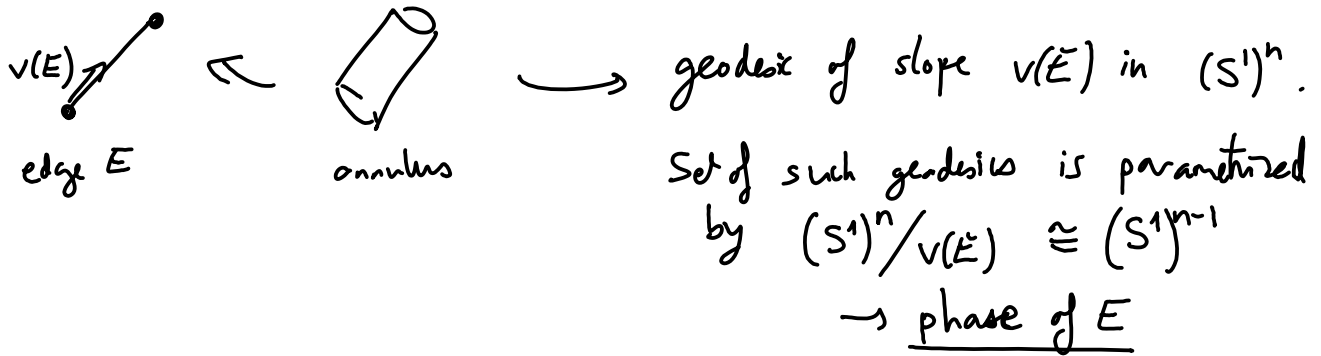 v(E)
edge E
annulus
geodesic of slope v(E) in (S¹)ⁿ.
Set of such geodesics is parametrized
by (S¹)ⁿ/v(E) ≅ (S¹)ⁿ⁻¹
→ phase of E